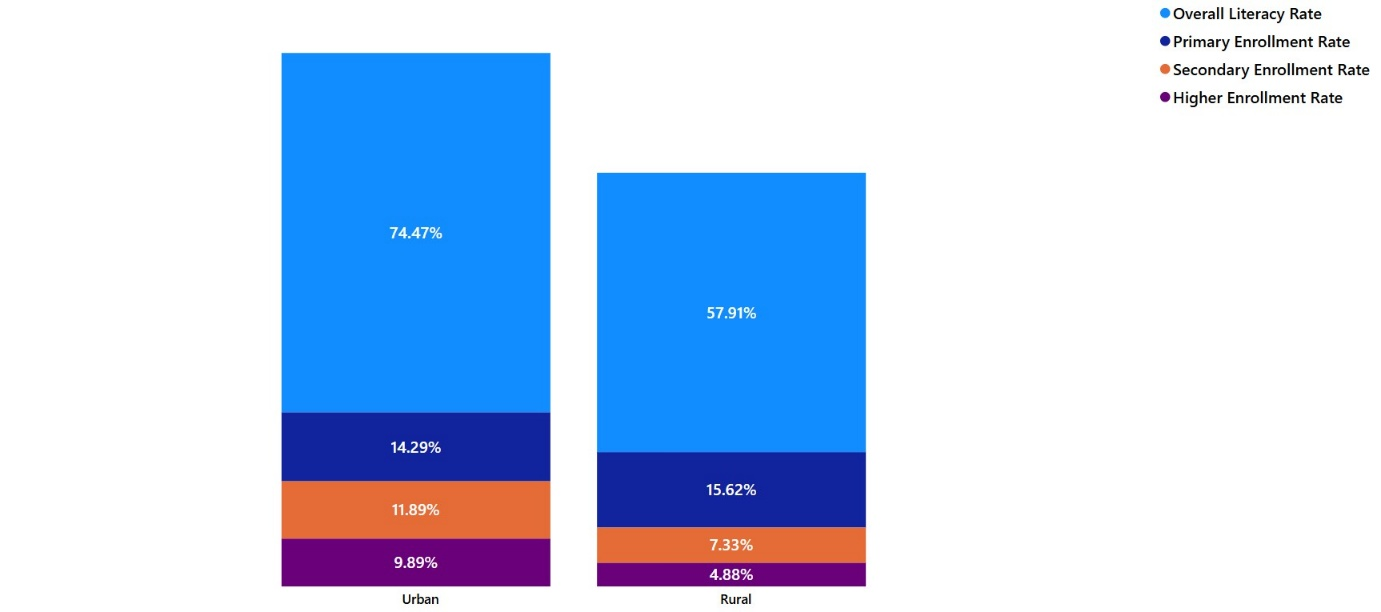 Overall Literacy Rate
Primary Enrollment Rate
Secondary Enrollment Rate
Higher Enrollment Rate
74.47%
14.29%
11.89%
9.89%
Urban
57.91%
15.62%
7.33%
4.88%
Rural